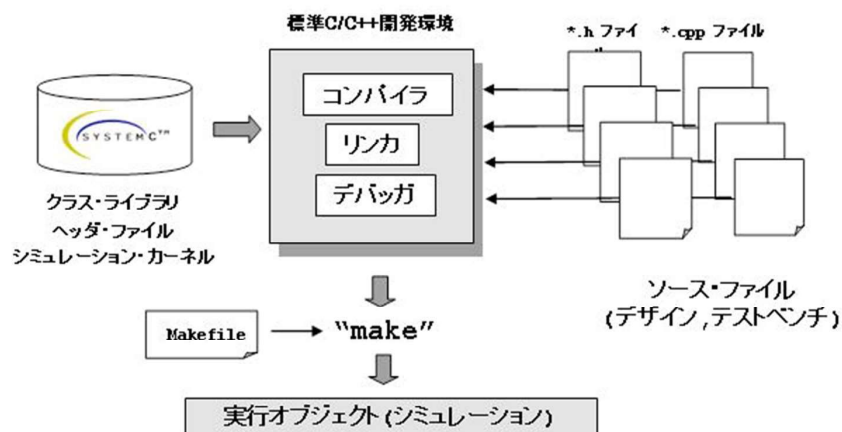 標準C/C++開発環境
*.h ファイ
*.cpp ファイル
コンパイラ
リンカ
デバッガ
SYSTEMC™
クラス・ライブラリ
ヘッダ・ファイル
シミュレーション・カーネル
ソース・ファイル
(デザイン,テストベンチ)
Makefile
"make"
実行オブジェクト(シミュレーション)